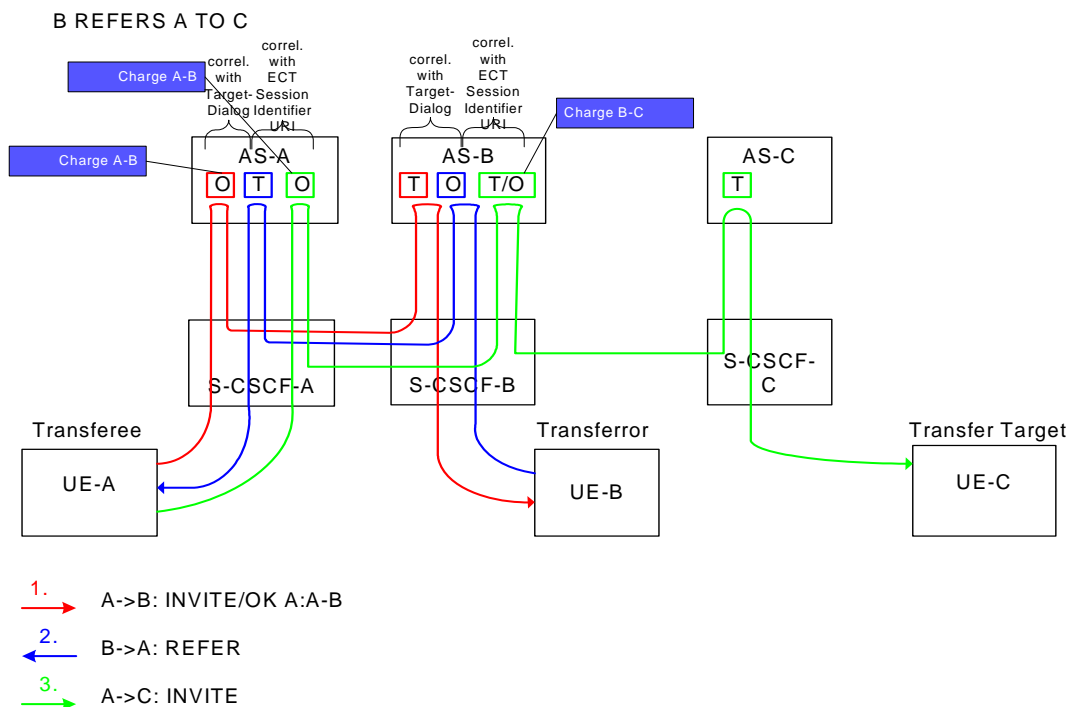 B REFERS A TO C
correl.
with
Target-
Dialog
correl.
with
ECT
Session
Identifier
URI
correl.
with
Target-
Dialog
correl.
with
ECT
Session
Identifier
URI
Charge A-B
Charge B-C
Charge A-B
AS-A
O T O
AS-B
T O T/O
AS-C
T
S-CSCF-A
S-CSCF-B
S-CSCF-
C
Transferee
UE-A
Transferror
UE-B
Transfer Target
UE-C
1. A->B: INVITE/OK A:A-B
2. B->A: REFER
3. A->C: INVITE